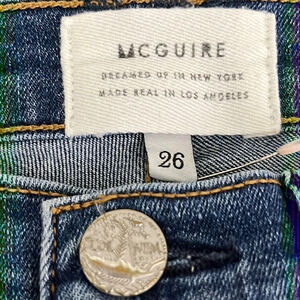 MCGUIRE
DREAMED UP IN NEW YORK
MADE REAL IN LOS ANGELES
26